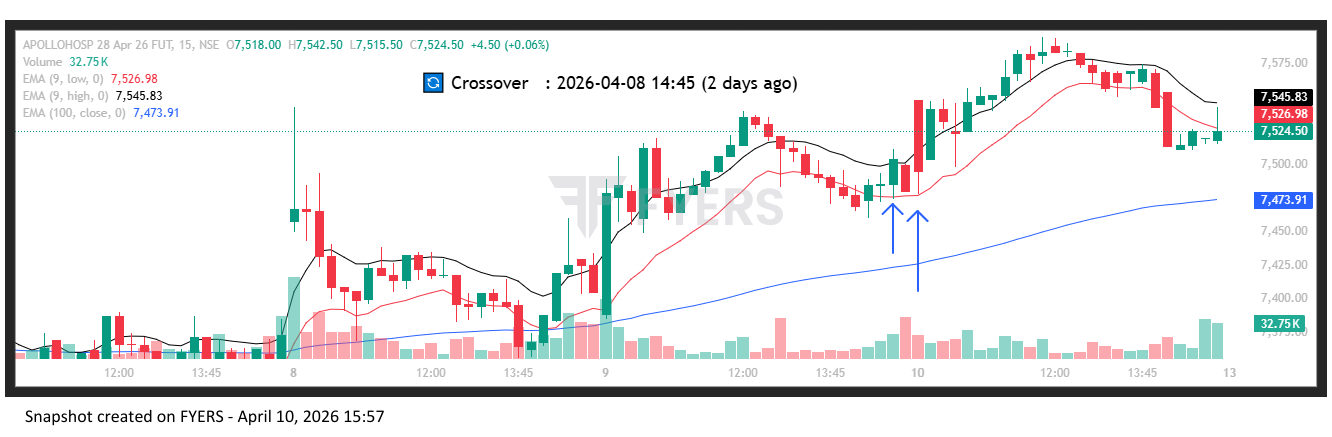 APOLLOHOSP 28 Apr 26 FUT, 15, NSE O7,518.00 H7,542.50 L7,515.50 C7,524.50 +4.50 (+0.06%)
Volume 32.75K
EMA (9, low, 0) 7,526.98
EMA (9, high, 0) 7,545.83
EMA (100, close, 0) 7,473.91
🔄 Crossover : 2026-04-08 14:45 (2 days ago)
FYERS
7,575.00
7,545.83
7,526.98
7,524.50
7,500.00
7,473.91
7,450.00
7,425.00
7,400.00
32.75K
7,375.00
12:00 13:45 8 12:00 13:45 9 12:00 13:45 10 12:00 13:45 13
Snapshot created on FYERS - April 10, 2026 15:57